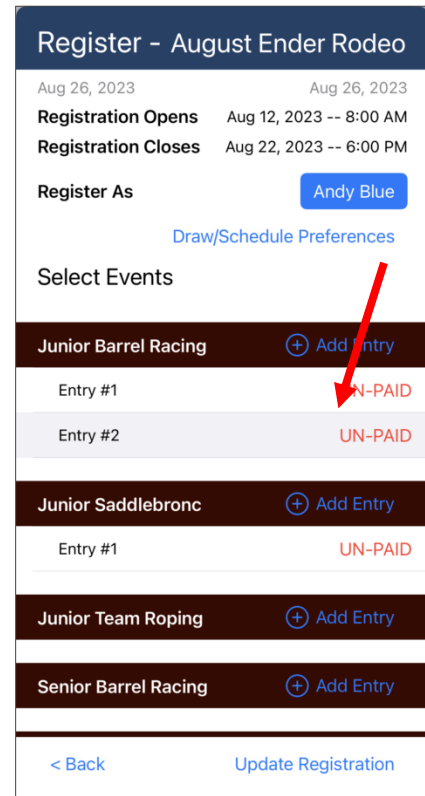 Register - August Ender Rodeo
Aug 26, 2023 Aug 26, 2023
Registration Opens Aug 12, 2023 -- 8:00 AM
Registration Closes Aug 22, 2023 -- 6:00 PM
Register As Andy Blue
Draw/Schedule Preferences
Select Events
Junior Barrel Racing Add Entry
Entry #1 UN-PAID
Entry #2 UN-PAID
Junior Saddlebronc Add Entry
Entry #1 UN-PAID
Junior Team Roping Add Entry
Senior Barrel Racing Add Entry
< Back Update Registration